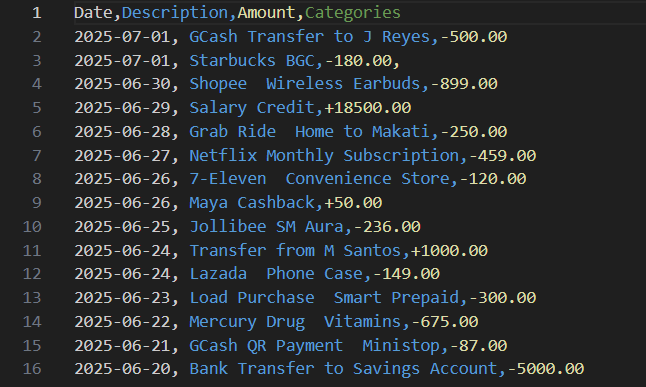 1 Date,Description,Amount,Categories
2 2025-07-01, GCash Transfer to J Reyes,-500.00
3 2025-07-01, Starbucks BGC,-180.00,
4 2025-06-30, Shopee  Wireless Earbuds,-899.00
5 2025-06-29, Salary Credit,+18500.00
6 2025-06-28, Grab Ride  Home to Makati,-250.00
7 2025-06-27, Netflix Monthly Subscription,-459.00
8 2025-06-26, 7-Eleven  Convenience Store,-120.00
9 2025-06-26, Maya Cashback,+50.00
10 2025-06-25, Jollibee SM Aura,-236.00
11 2025-06-24, Transfer from M Santos,+1000.00
12 2025-06-24, Lazada  Phone Case,-149.00
13 2025-06-23, Load Purchase  Smart Prepaid,-300.00
14 2025-06-22, Mercury Drug  Vitamins,-675.00
15 2025-06-21, GCash QR Payment  Ministop,-87.00
16 2025-06-20, Bank Transfer to Savings Account,-5000.00